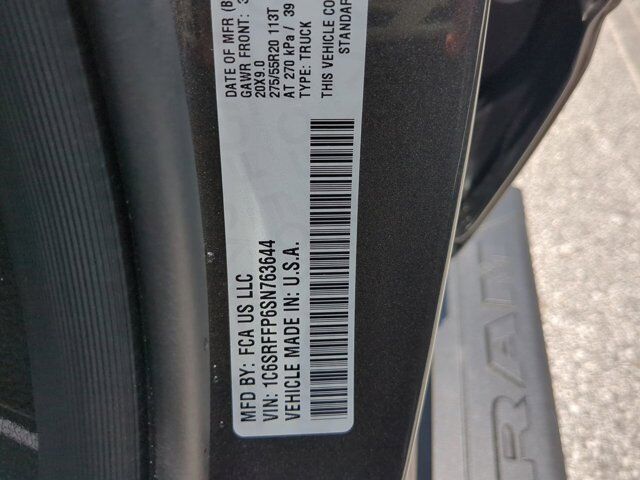 MFD BY: FCA US LLC
VIN: 1C6SRFFP6SN763644
VEHICLE MADE IN: U.S.A.
DATE OF MFR
GAWR FRONT:
20X9.0
275/55R20 113T
AT 270 kPa / 39
TYPE: TRUCK
THIS VEHICLE CO
STANDAR
RAM